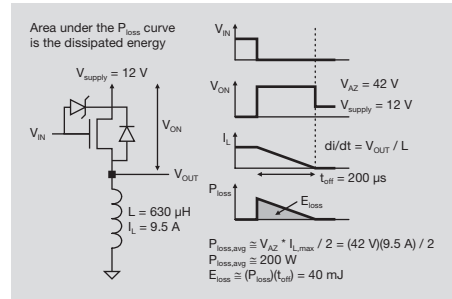 Area under the Ploss curve
is the dissipated energy
Vsupply = 12 V
VIN
VON
VOUT
L = 630 µH
IL = 9.5 A
VIN
VON
VAZ = 42 V
Vsupply = 12 V
IL
di/dt = VOUT / L
toff = 200 µs
Ploss
Eloss
Ploss,avg ≅ VAZ * IL,max / 2 = (42 V)(9.5 A) / 2
Ploss,avg ≅ 200 W
Eloss ≅ (Ploss)(toff) = 40 mJ